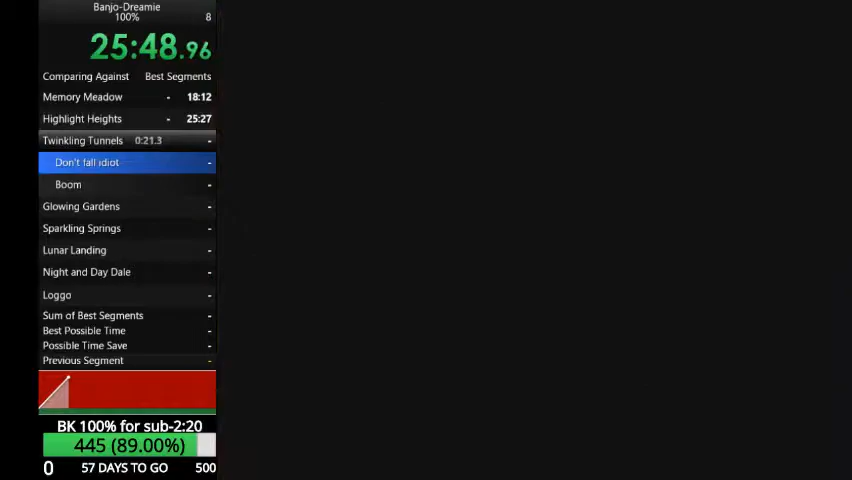 Banjo-Dreamie
100% 8
25:48.96
Comparing Against Best Segments
Memory Meadow - 18:12
Highlight Heights - 25:27
Twinkling Tunnels 0:21.3 -
Don't fall idiot -
Boom -
Glowing Gardens -
Sparkling Springs -
Lunar Landing -
Night and Day Dale -
Loggo -
Sum of Best Segments -
Best Possible Time -
Possible Time Save -
Previous Segment -
BK 100% for sub-2:20
445 (89.00%)
0 57 DAYS TO GO 500